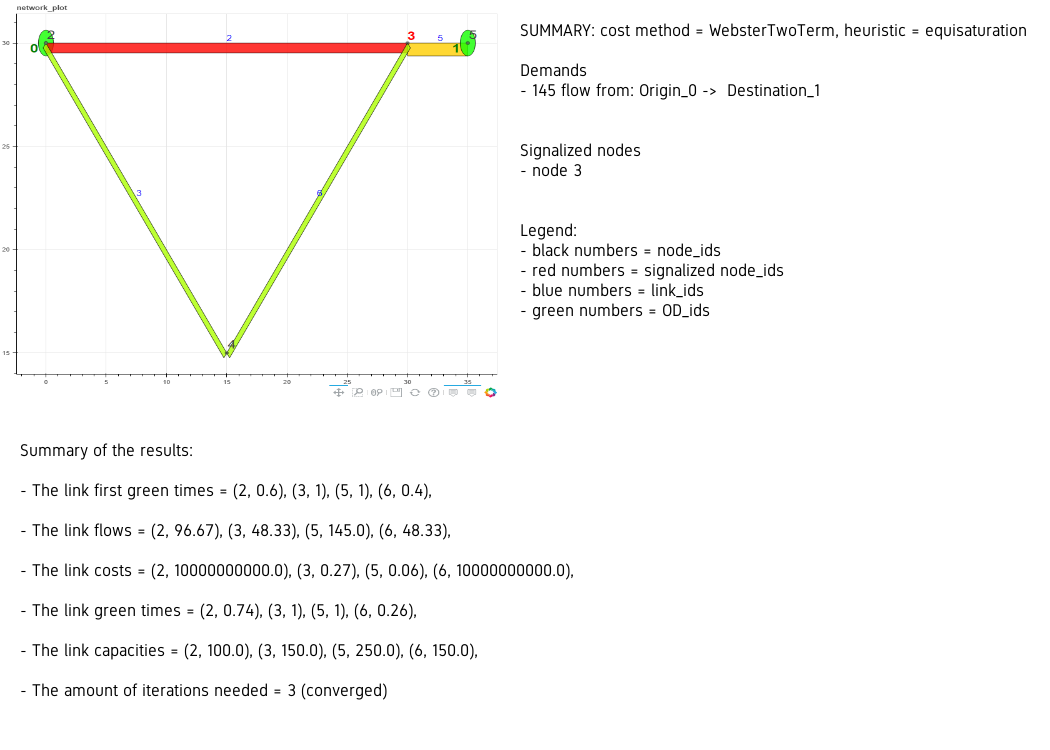 network_plot
SUMMARY: cost method = WebsterTwoTerm, heuristic = equisaturation
Demands
- 145 flow from: Origin_0 -> Destination_1
Signalized nodes
- node 3
Legend:
- black numbers = node_ids
- red numbers = signalized node_ids
- blue numbers = link_ids
- green numbers = OD_ids
30
25
20
15
0
5
10
15
20
25
30
35
2
0
2
3
5
1
5
3
6
4
Summary of the results:
- The link first green times = (2, 0.6), (3, 1), (5, 1), (6, 0.4),
- The link flows = (2, 96.67), (3, 48.33), (5, 145.0), (6, 48.33),
- The link costs = (2, 10000000000.0), (3, 0.27), (5, 0.06), (6, 10000000000.0),
- The link green times = (2, 0.74), (3, 1), (5, 1), (6, 0.26),
- The link capacities = (2, 100.0), (3, 150.0), (5, 250.0), (6, 150.0),
- The amount of iterations needed = 3 (converged)